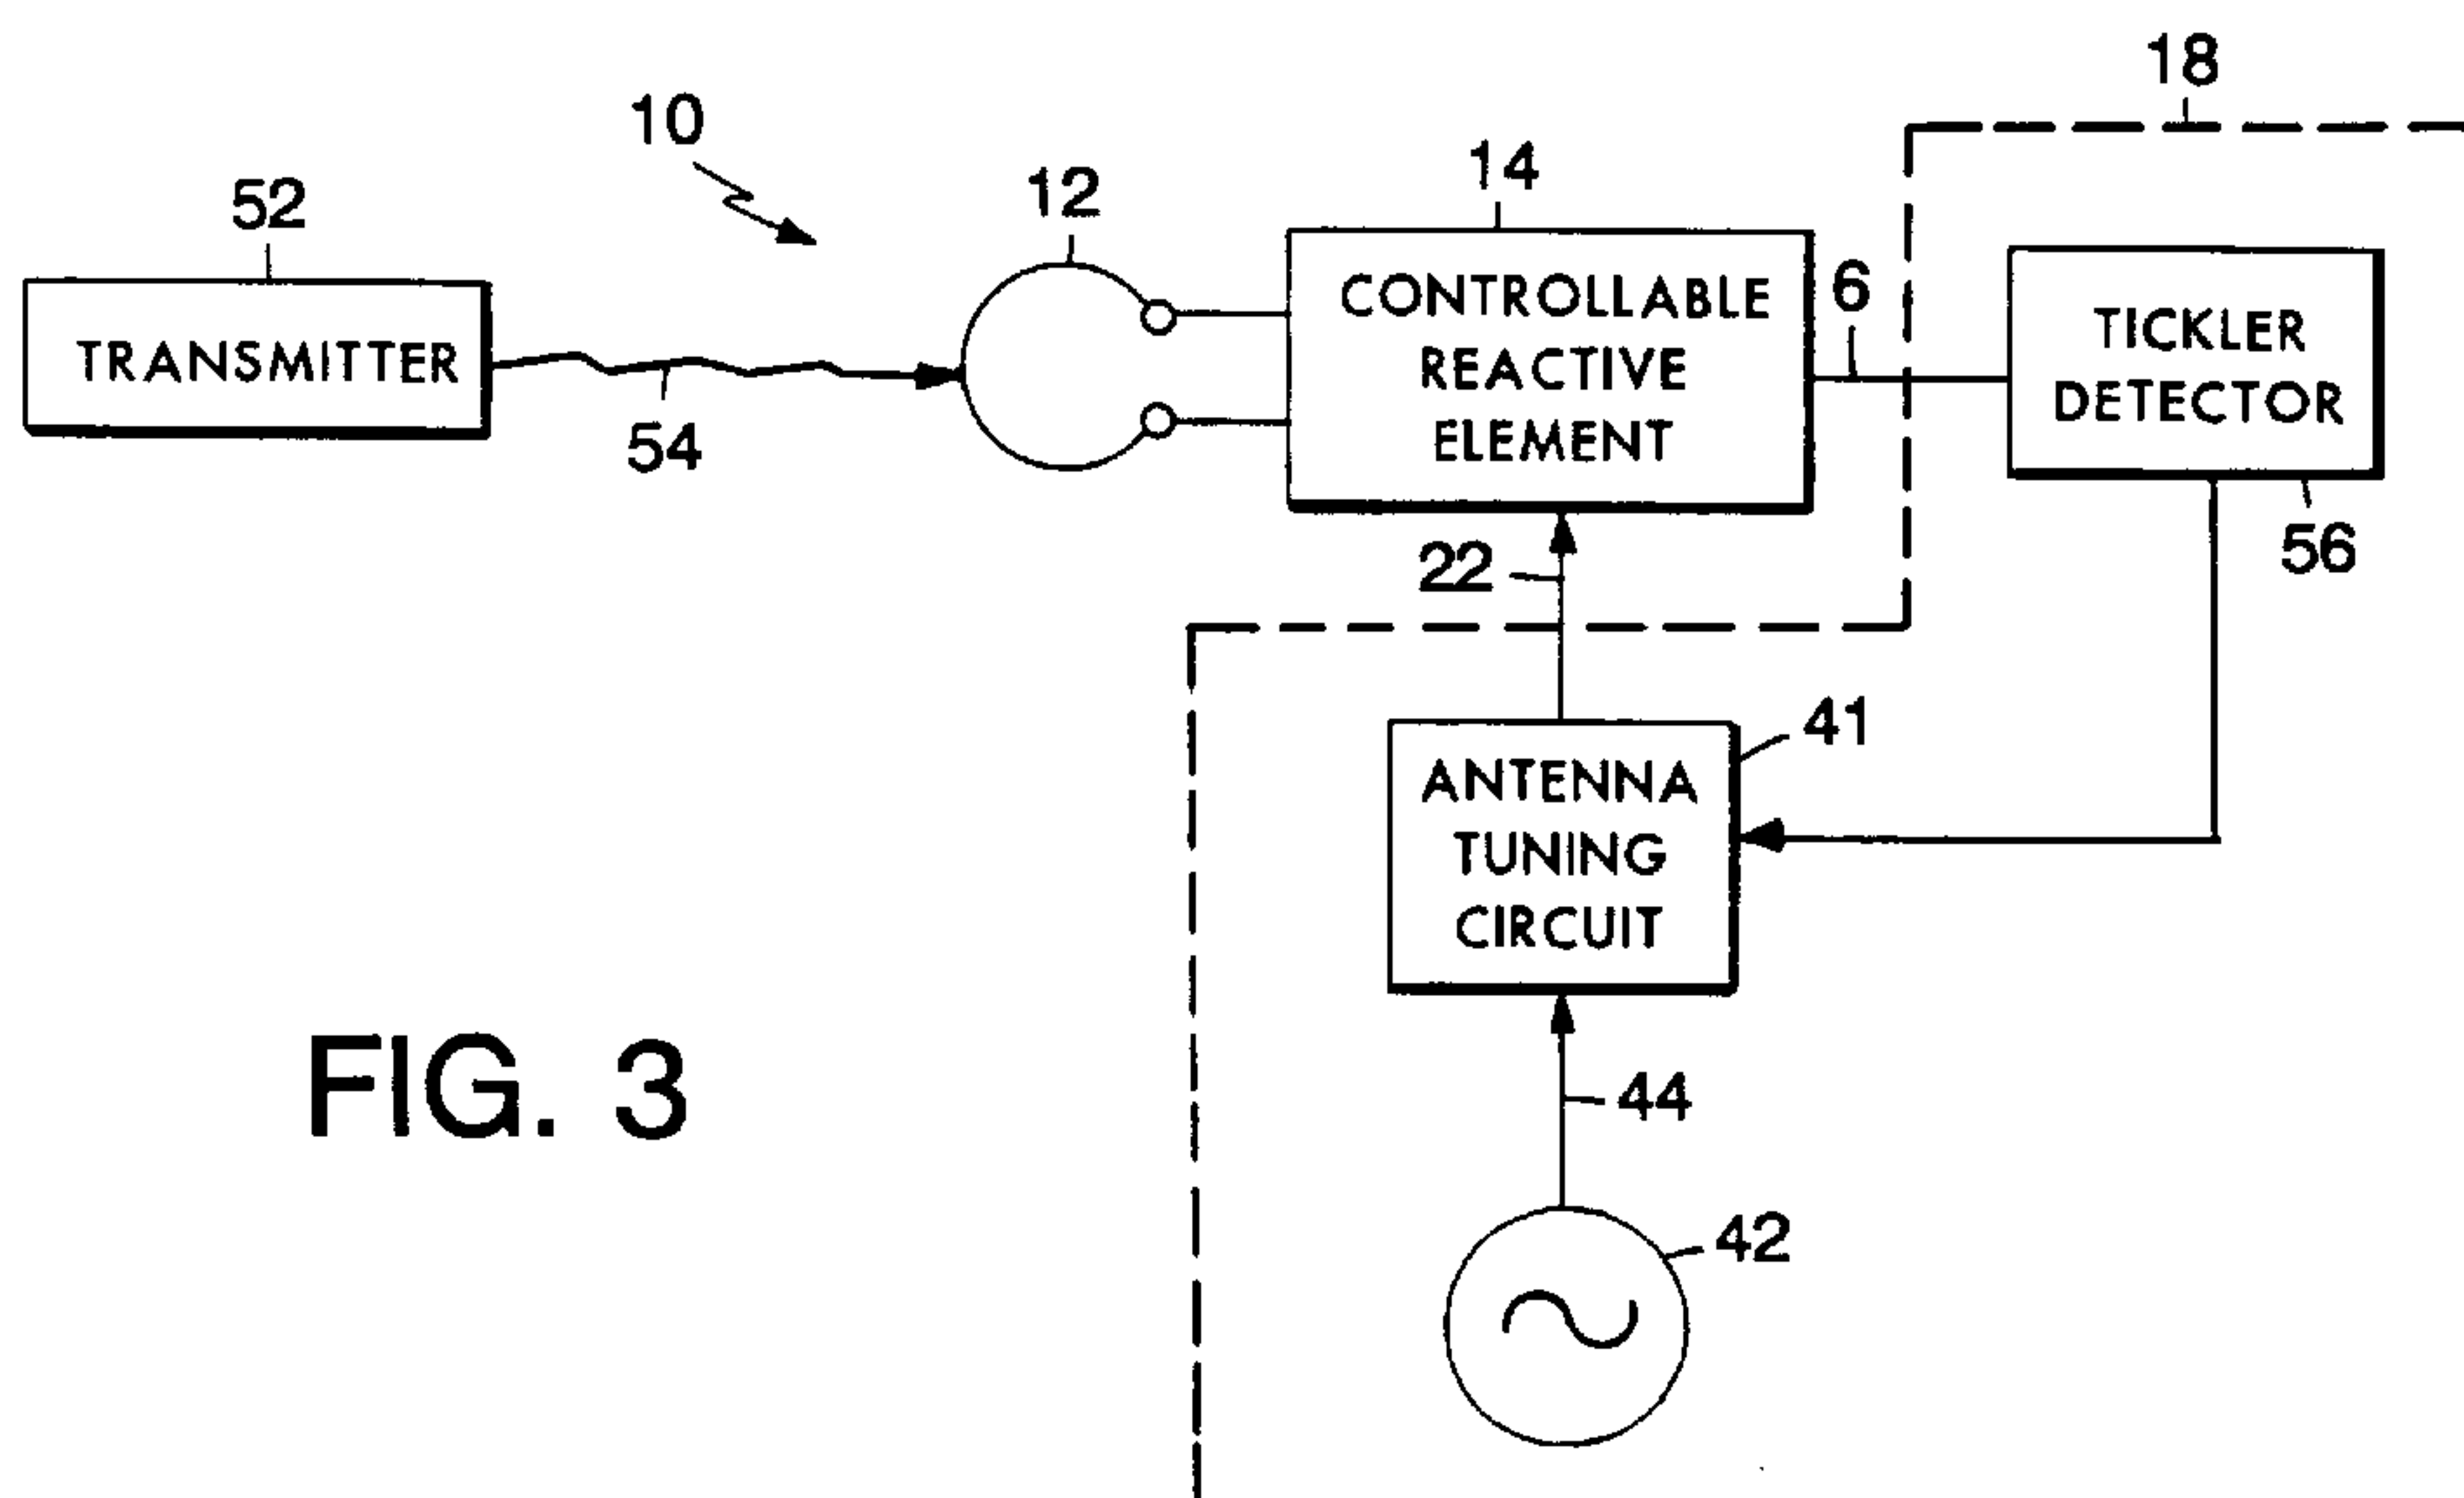 18
10
14
12
52
CONTROLLABLE
REACTIVE
ELEMENT
6
TICKLER
DETECTOR
TRANSMITTER
54
56
22
41
ANTENNA
TUNING
CIRCUIT
44
42
FIG. 3